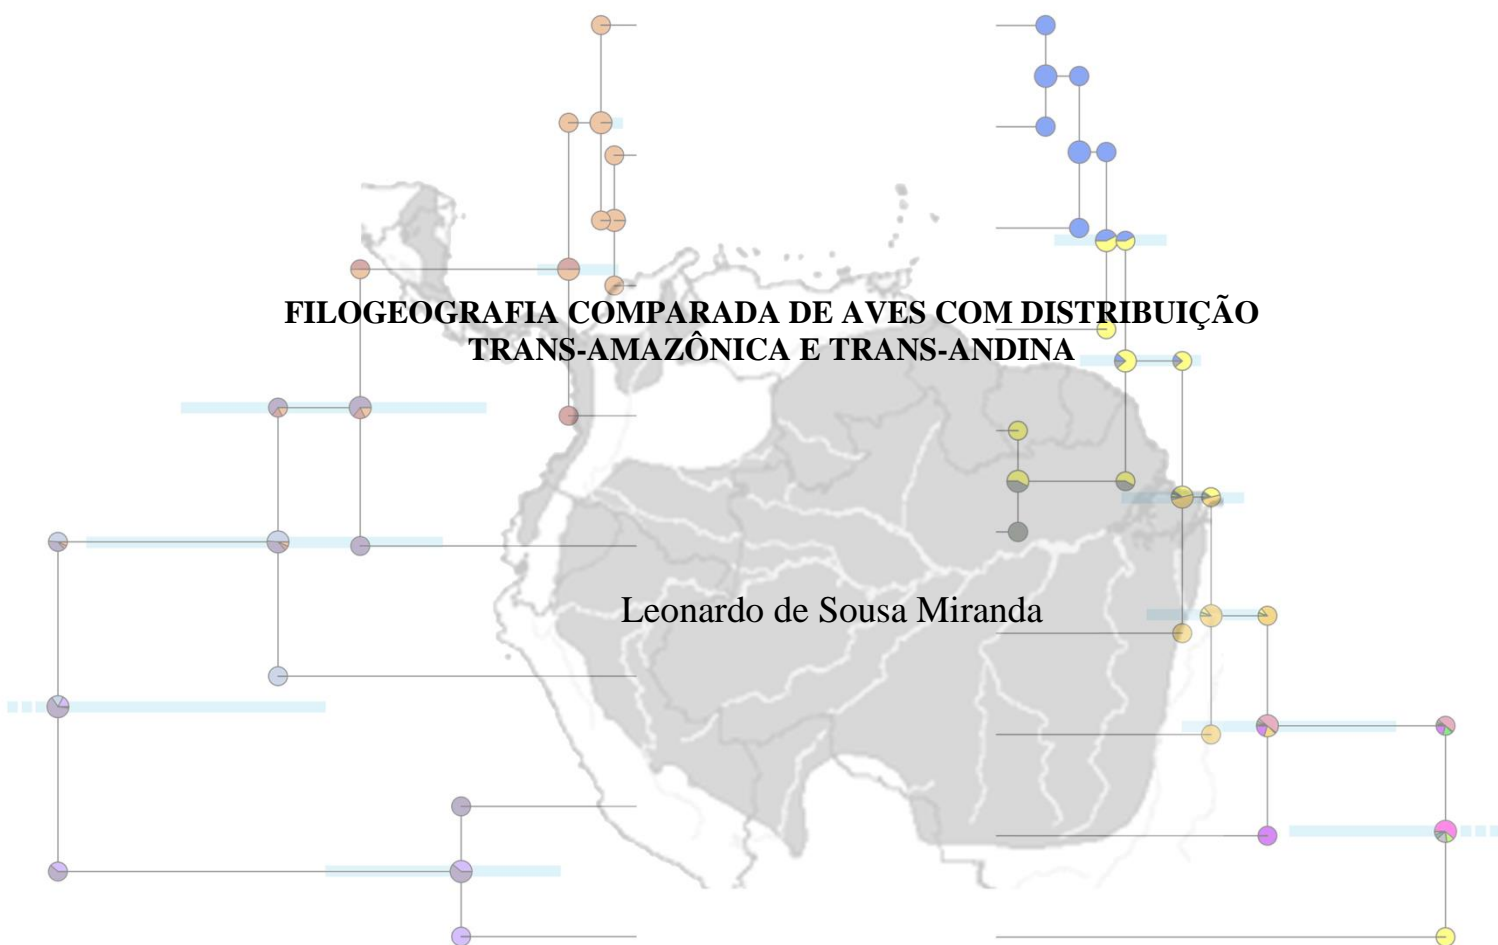 FILOGEOGRAFIA COMPARADA DE AVES COM DISTRIBUIÇÃO
TRANS-AMAZÔNICA E TRANS-ANDINA
Leonardo de Sousa Miranda